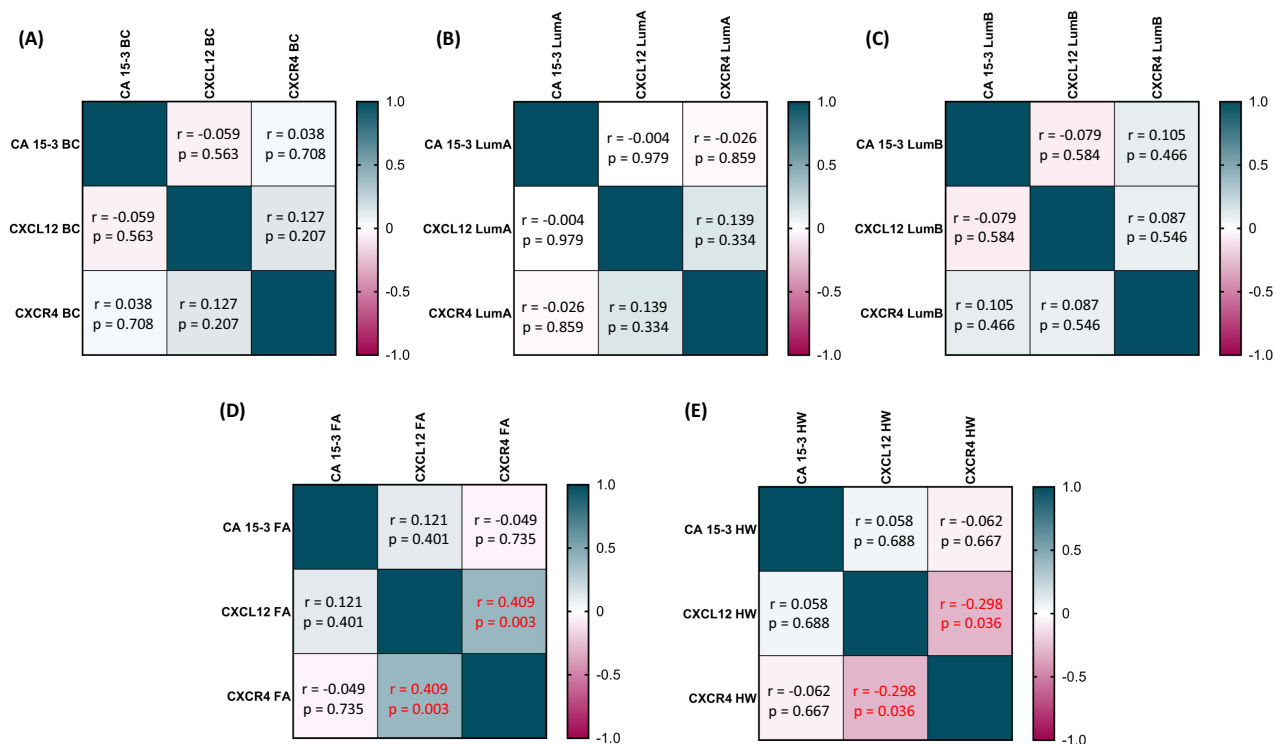 (A)
CA 15-3 BC
CXCL12 BC
CXCR4 BC
CA 15-3 BC
r = -0.059
p = 0.563
r = 0.038
p = 0.708
CXCL12 BC
r = -0.059
p = 0.563
r = 0.127
p = 0.207
CXCR4 BC
r = 0.038
p = 0.708
r = 0.127
p = 0.207
1.0
0.5
0
-0.5
-1.0
(B)
CA 15-3 LumA
CXCL12 LumA
CXCR4 LumA
CA 15-3 LumA
r = -0.004
p = 0.979
r = -0.026
p = 0.859
CXCL12 LumA
r = -0.004
p = 0.979
r = 0.139
p = 0.334
CXCR4 LumA
r = -0.026
p = 0.859
r = 0.139
p = 0.334
1.0
0.5
0
-0.5
-1.0
(C)
CA 15-3 LumB
CXCL12 LumB
CXCR4 LumB
CA 15-3 LumB
r = -0.079
p = 0.584
r = 0.105
p = 0.466
CXCL12 LumB
r = -0.079
p = 0.584
r = 0.087
p = 0.546
CXCR4 LumB
r = 0.105
p = 0.466
r = 0.087
p = 0.546
1.0
0.5
0
-0.5
-1.0
(D)
CA 15-3 FA
CXCL12 FA
CXCR4 FA
CA 15-3 FA
r = 0.121
p = 0.401
r = -0.049
p = 0.735
CXCL12 FA
r = 0.121
p = 0.401
r = 0.409
p = 0.003
CXCR4 FA
r = -0.049
p = 0.735
r = 0.409
p = 0.003
1.0
0.5
0
-0.5
-1.0
(E)
CA 15-3 HW
CXCL12 HW
CXCR4 HW
CA 15-3 HW
r = 0.058
p = 0.688
r = -0.062
p = 0.667
CXCL12 HW
r = 0.058
p = 0.688
r = -0.298
p = 0.036
CXCR4 HW
r = -0.062
p = 0.667
r = -0.298
p = 0.036
1.0
0.5
0
-0.5
-1.0